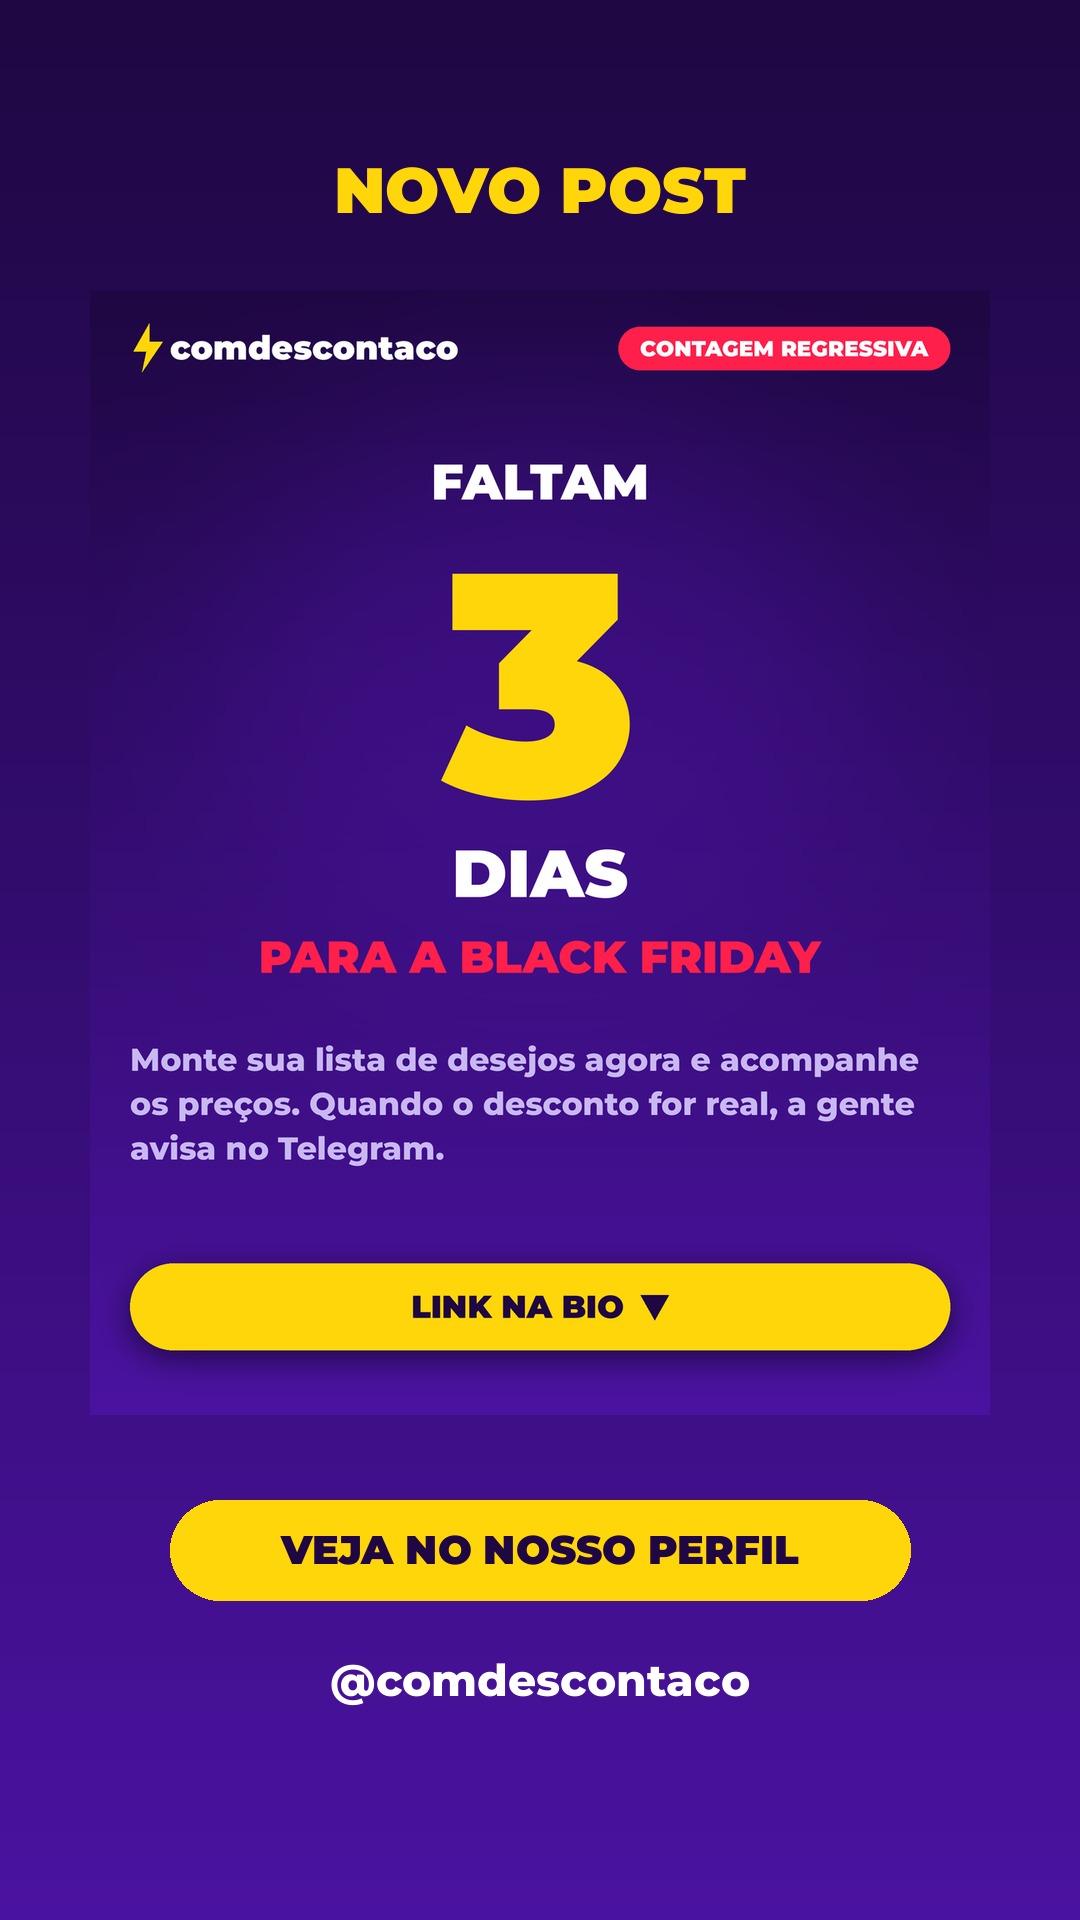 NOVO POST
comdescontaco
CONTAGEM REGRESSIVA
FALTAM
3
DIAS
PARA A BLACK FRIDAY
Monte sua lista de desejos agora e acompanhe
os preços. Quando o desconto for real, a gente
avisa no Telegram.
LINK NA BIO ▼
VEJA NO NOSSO PERFIL
@comdescontaco